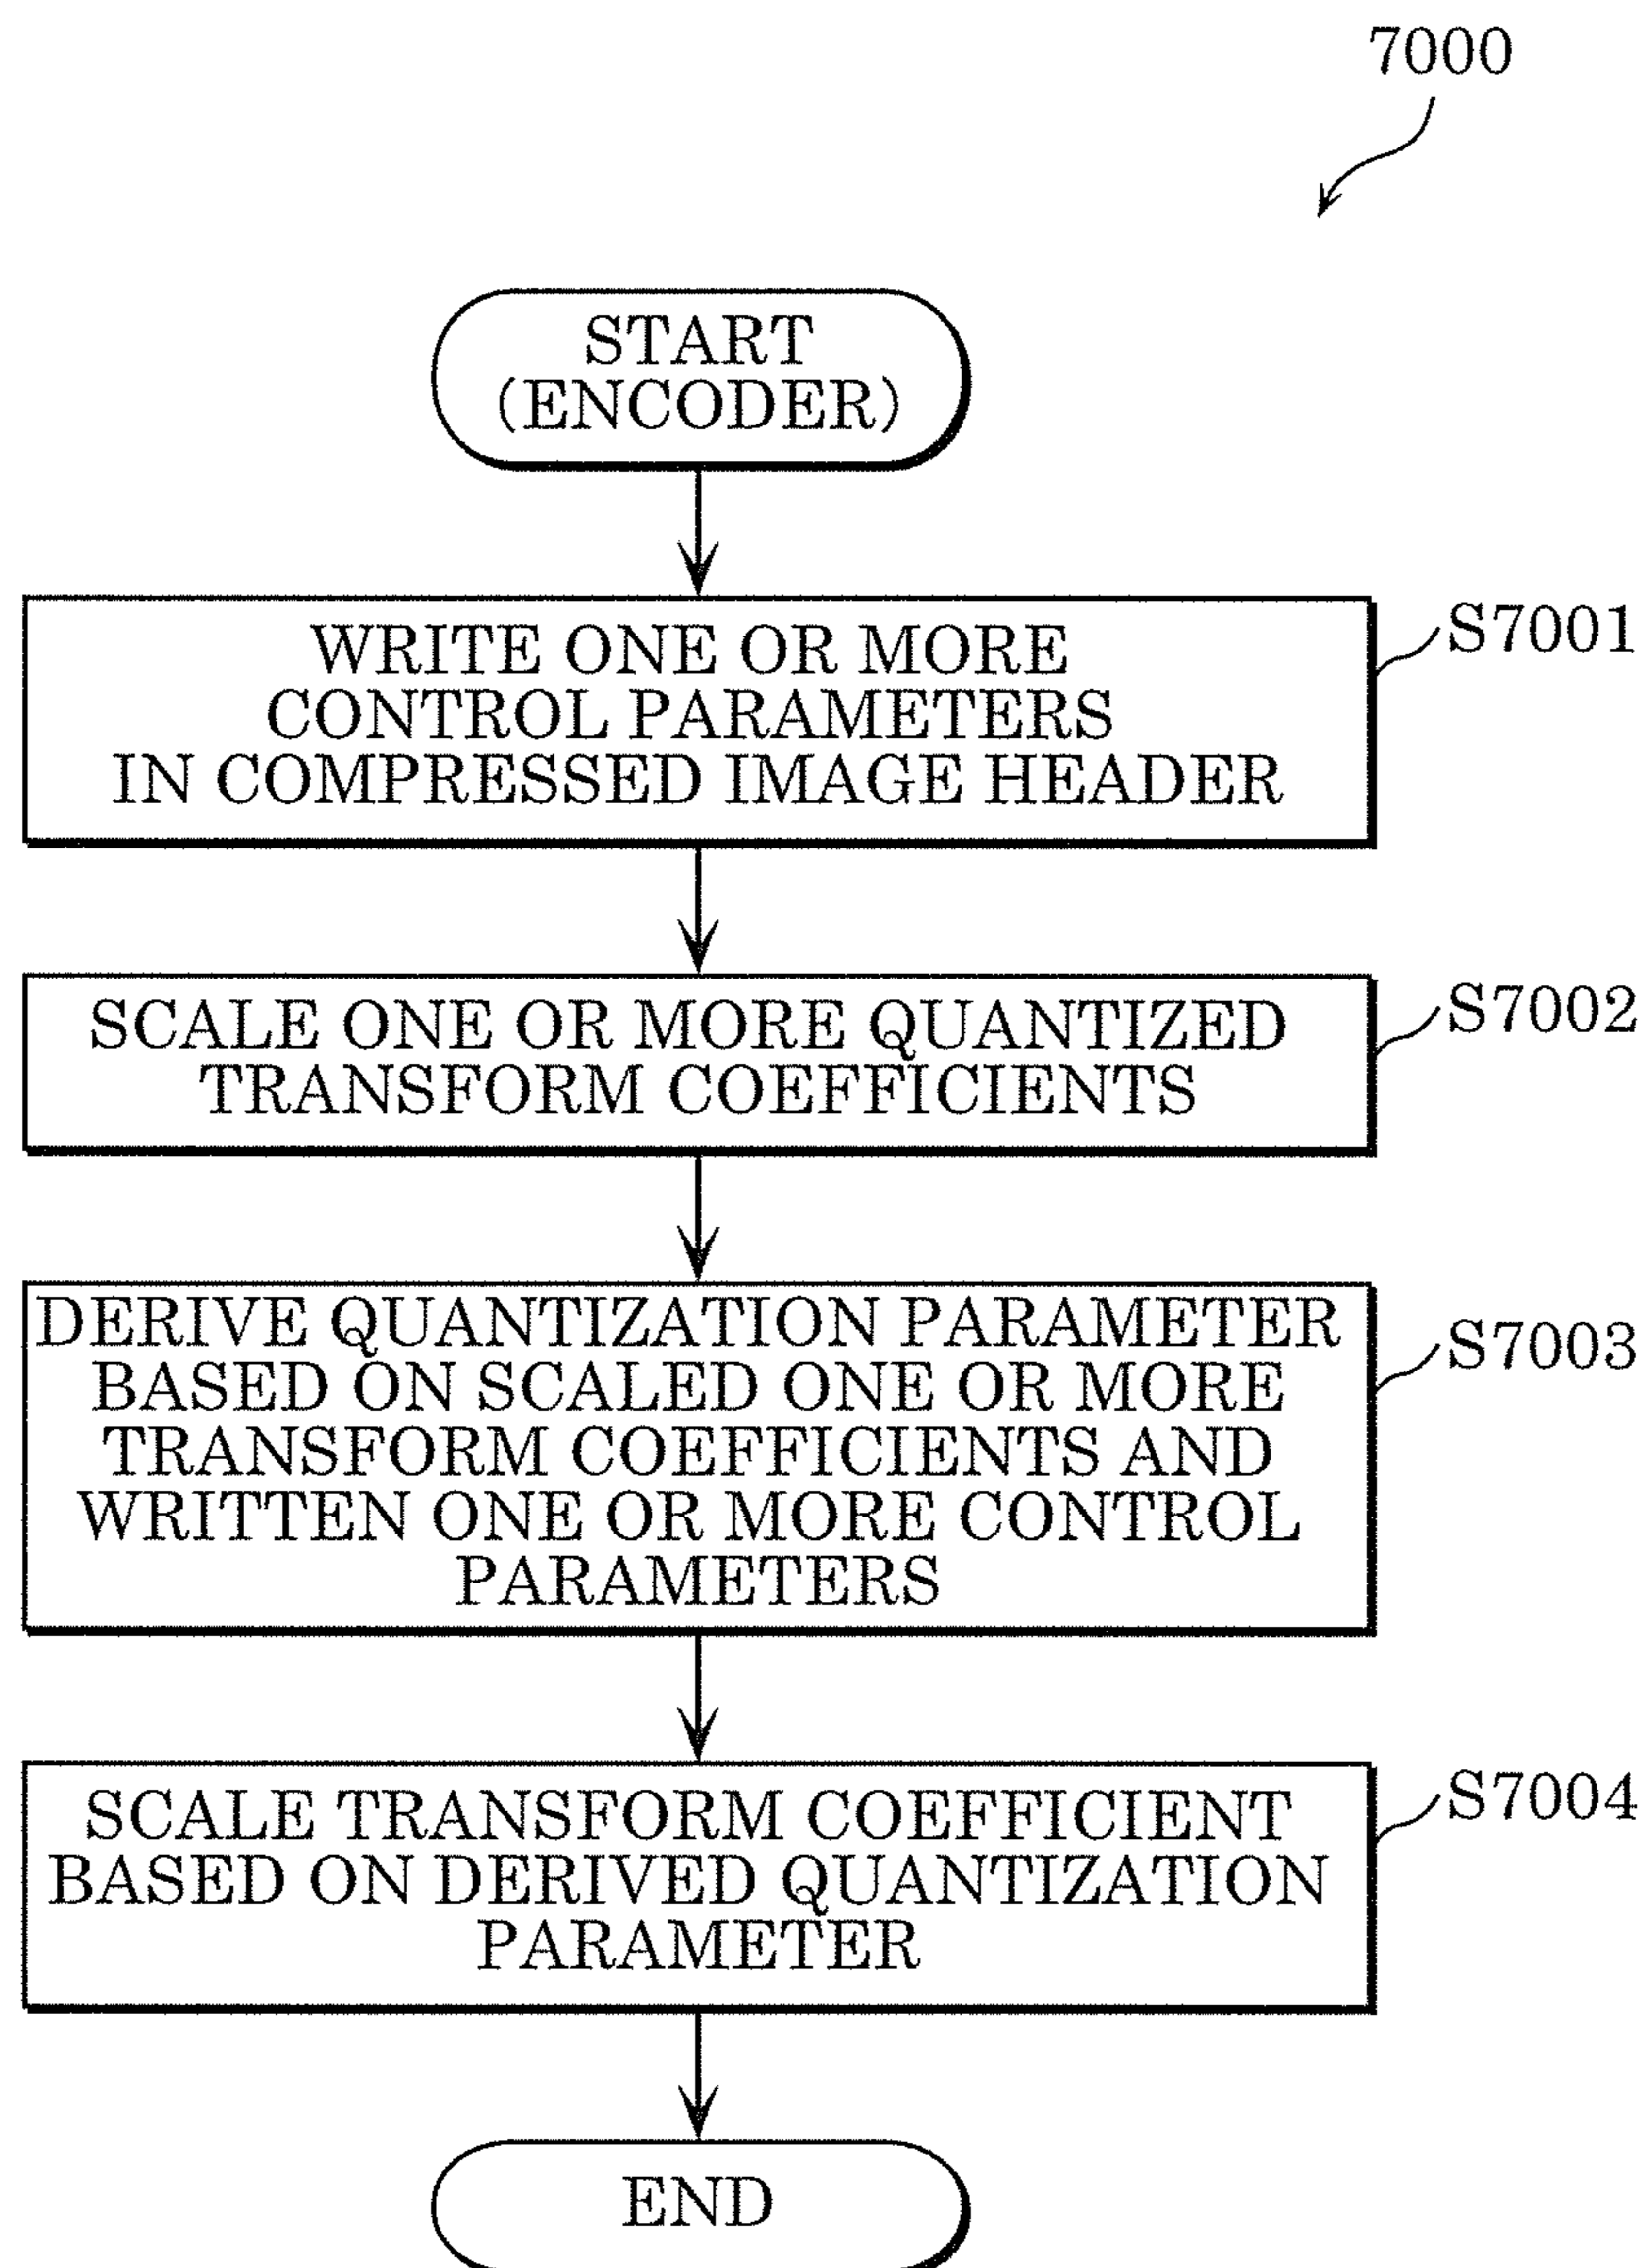 7000
START
(ENCODER)
WRITE ONE OR MORE
CONTROL PARAMETERS
IN COMPRESSED IMAGE HEADER
S7001
SCALE ONE OR MORE QUANTIZED
TRANSFORM COEFFICIENTS
S7002
DERIVE QUANTIZATION PARAMETER
BASED ON SCALED ONE OR MORE
TRANSFORM COEFFICIENTS AND
WRITTEN ONE OR MORE CONTROL
PARAMETERS
S7003
SCALE TRANSFORM COEFFICIENT
BASED ON DERIVED QUANTIZATION
PARAMETER
S7004
END